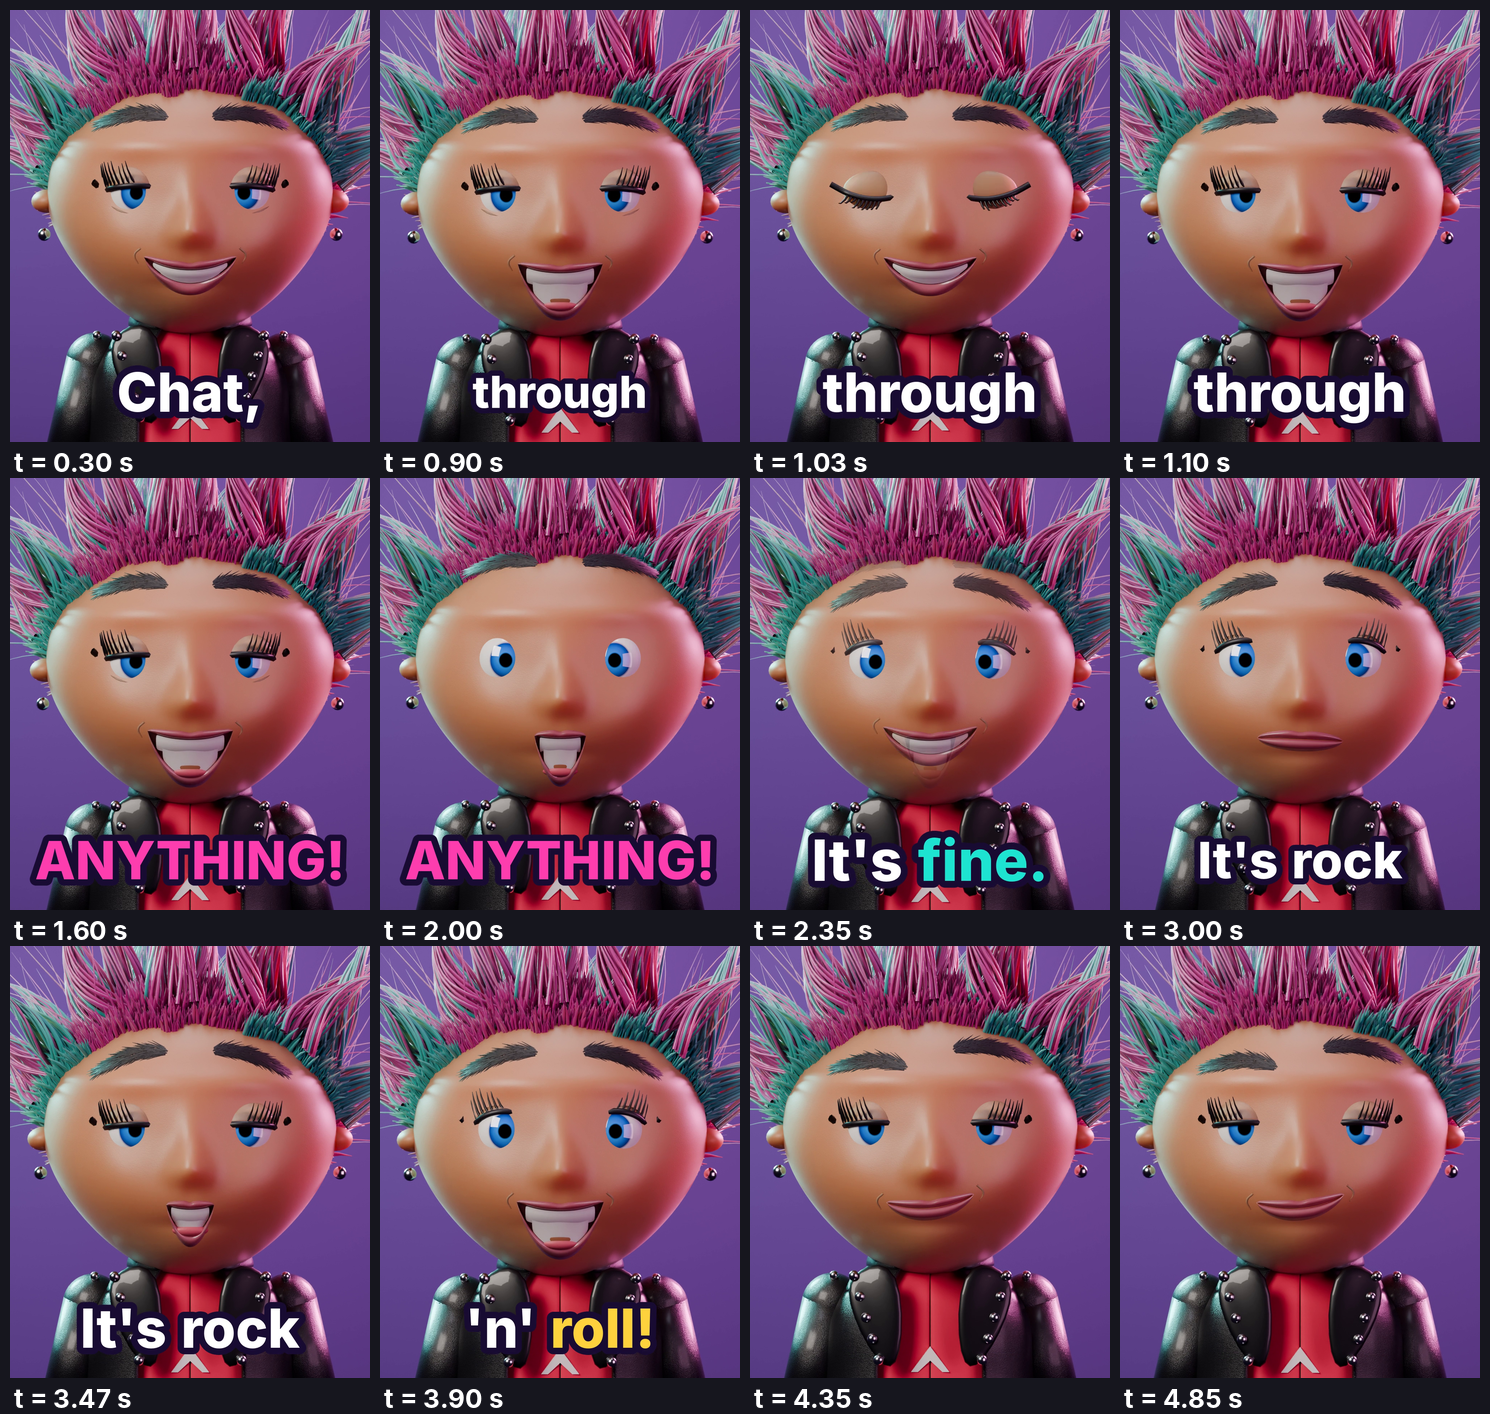 Chat,
through
through
through
t = 0.30 s
t = 0.90 s
t = 1.03 s
t = 1.10 s
ANYTHING!
ANYTHING!
It's fine.
It's rock
t = 1.60 s
t = 2.00 s
t = 2.35 s
t = 3.00 s
It's rock
'n' roll!
t = 3.47 s
t = 3.90 s
t = 4.35 s
t = 4.85 s